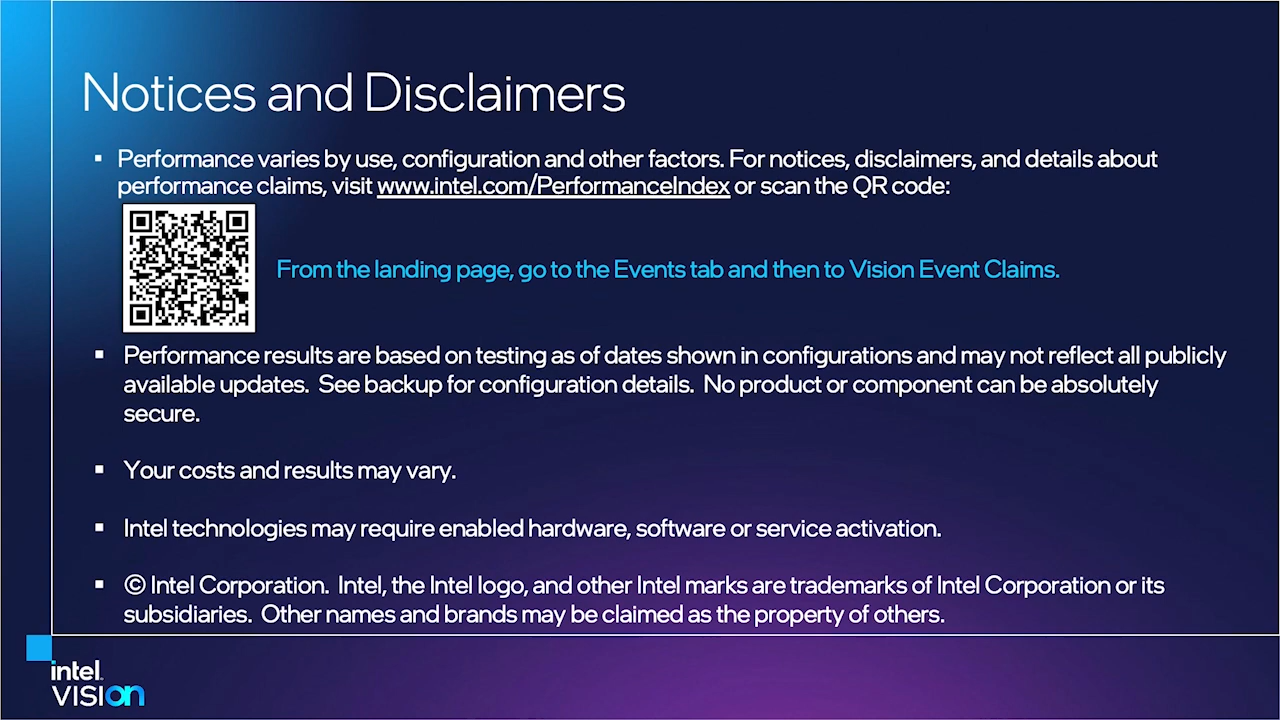 Notices and Disclaimers
▪ Performance varies by use, configuration and other factors. For notices, disclaimers, and details about
performance claims, visit www.intel.com/PerformanceIndex or scan the QR code:
From the landing page, go to the Events tab and then to Vision Event Claims.
▪ Performance results are based on testing as of dates shown in configurations and may not reflect all publicly
available updates.  See backup for configuration details.  No product or component can be absolutely
secure.
▪ Your costs and results may vary.
▪ Intel technologies may require enabled hardware, software or service activation.
▪ © Intel Corporation.  Intel, the Intel logo, and other Intel marks are trademarks of Intel Corporation or its
subsidiaries.  Other names and brands may be claimed as the property of others.
intel.
VISION